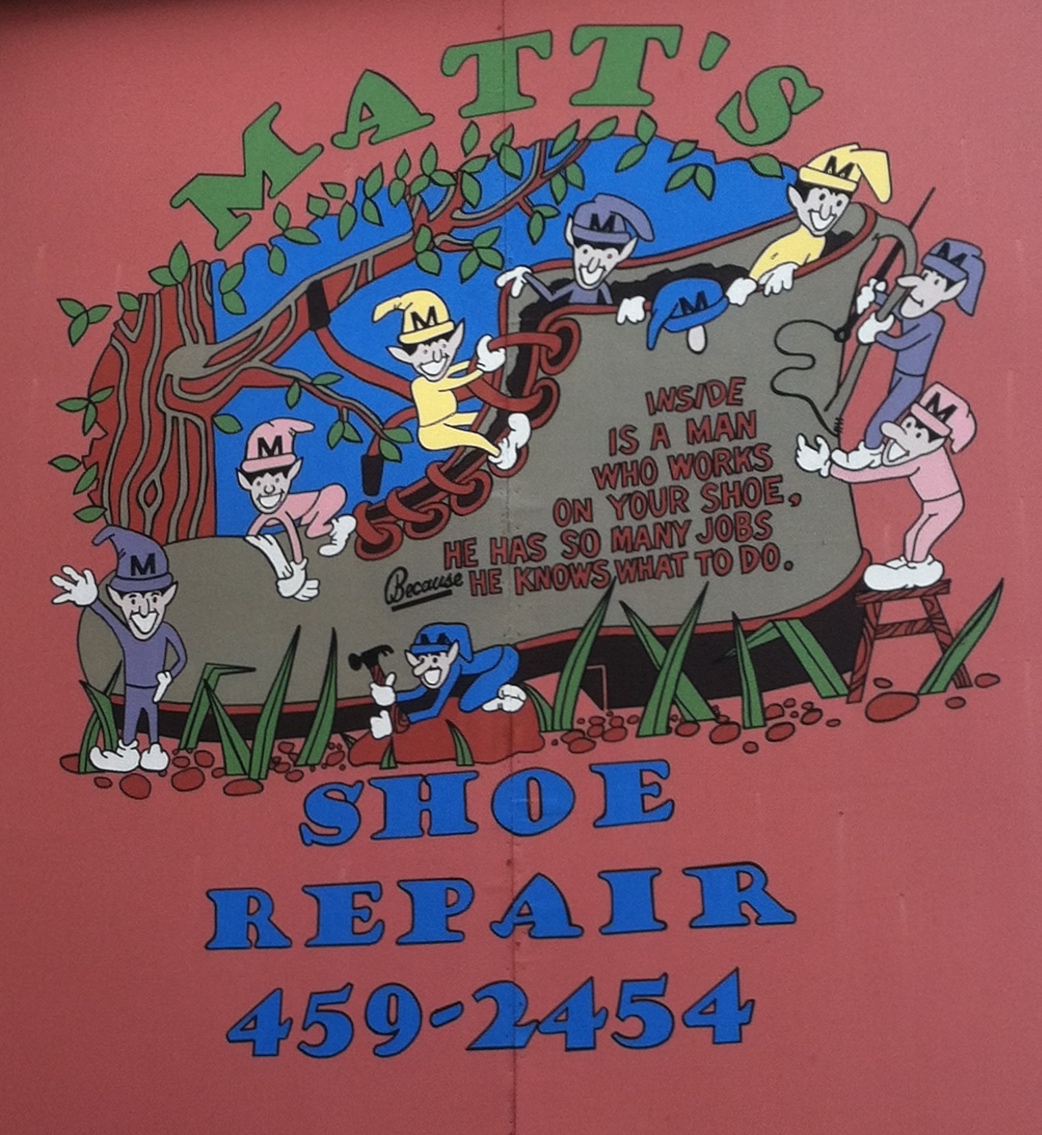 MATT'S
M
M
M
M
M
M
M
INSIDE
IS A MAN
WHO WORKS
ON YOUR SHOE,
HE HAS SO MANY JOBS
Because HE KNOWS WHAT TO DO.
M
M
SHOE
REPAIR
459-2454